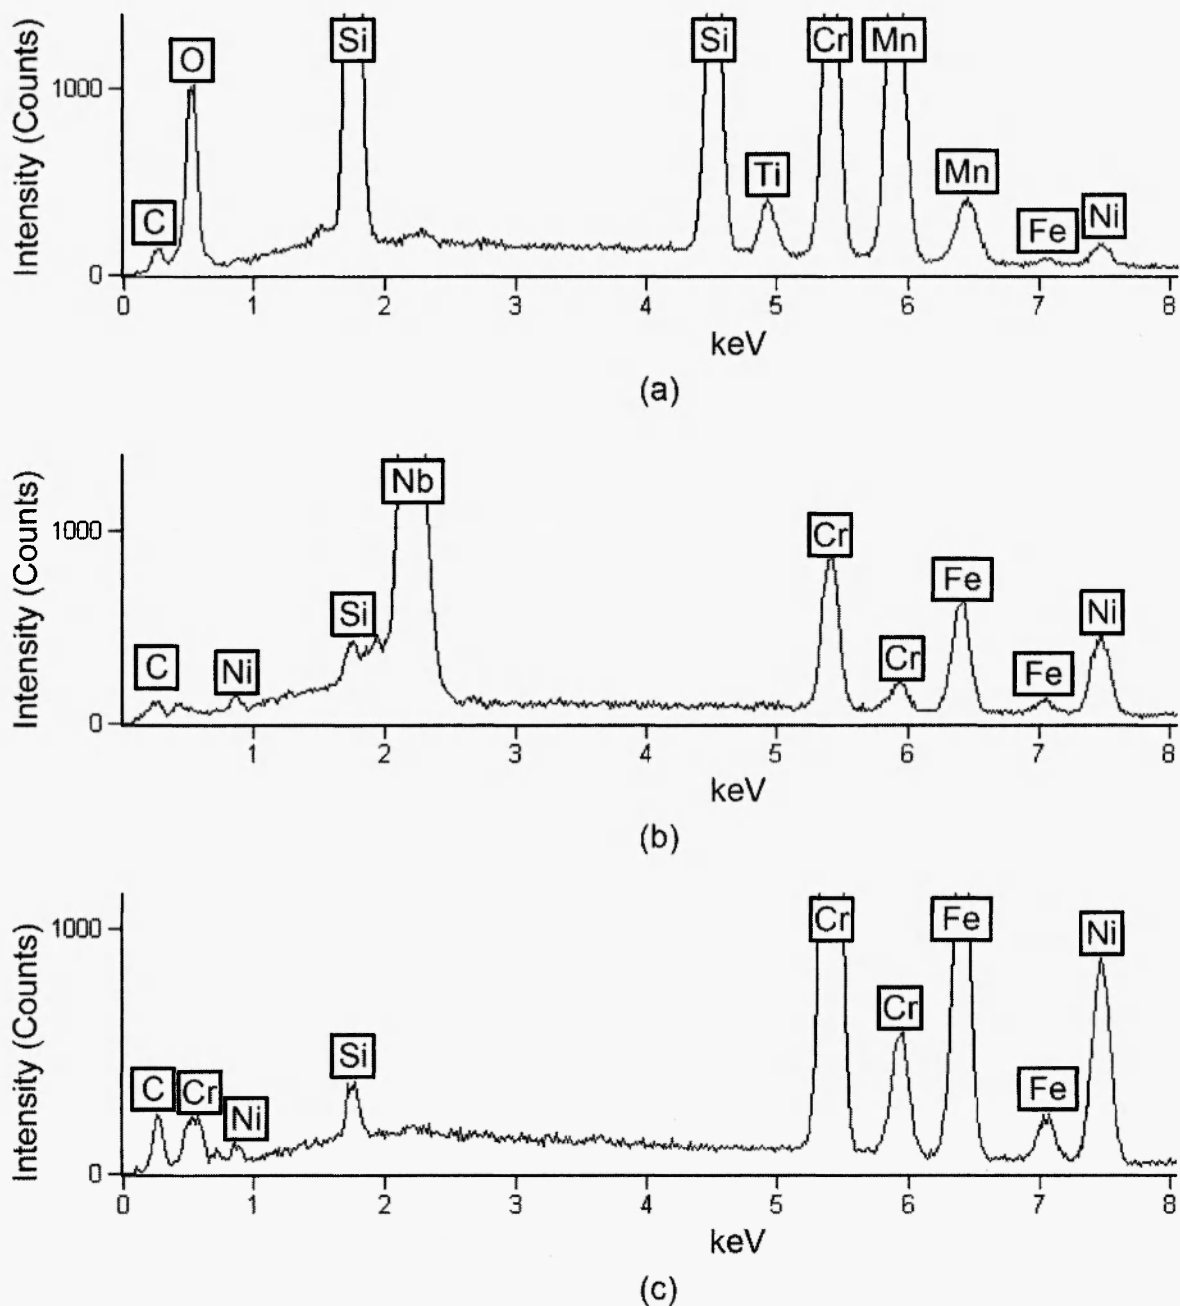 Intensity (Counts)
1000
0
C
O
Si
Si
Ti
Cr
Mn
Mn
Fe
Ni
0 1 2 3 4 5 6 7 8
keV
(a)
Intensity (Counts)
1000
0
C
Ni
Si
Nb
Cr
Cr
Fe
Fe
Ni
0 1 2 3 4 5 6 7 8
keV
(b)
Intensity (Counts)
1000
0
C
Cr
Ni
Si
Cr
Cr
Fe
Fe
Ni
0 1 2 3 4 5 6 7 8
keV
(c)